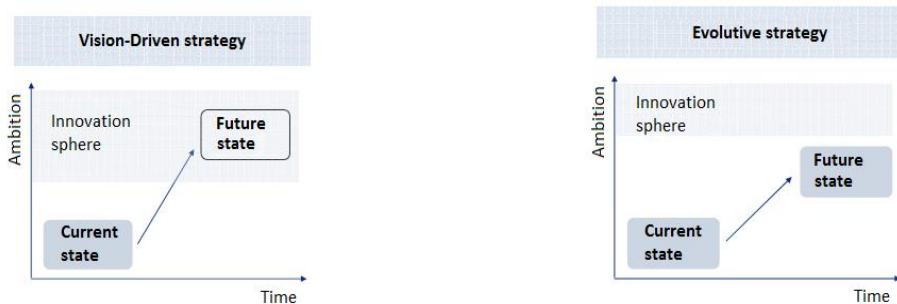 Vision-Driven strategy
Ambition
Innovation
sphere
Future
state
Current
state
Time
Evolutive strategy
Ambition
Innovation
sphere
Future
state
Current
state
Time